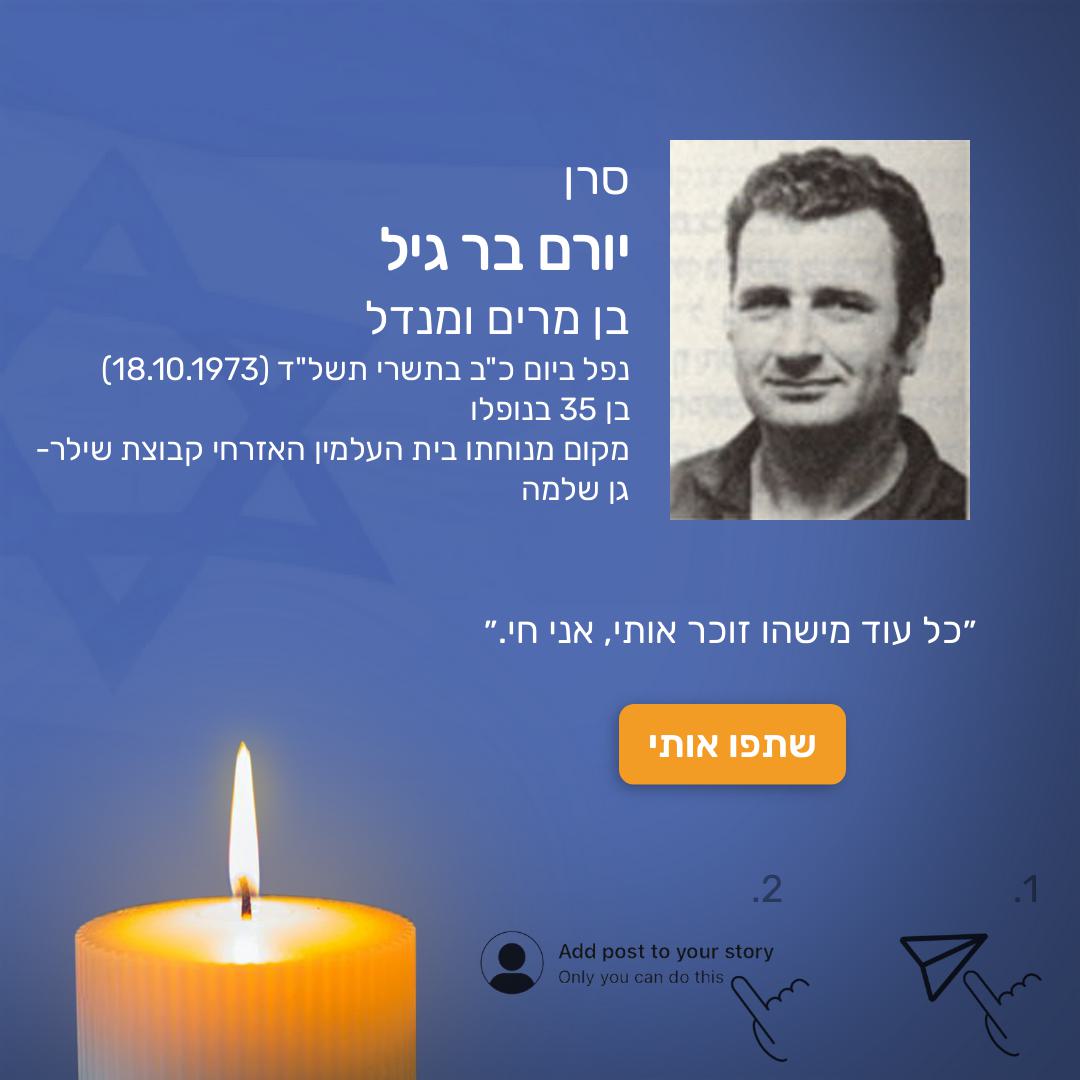 סרן
יורם בר גיל
בן מרים ומנדל
נפל ביום כ"ב בתשרי תשל"ד (18.10.1973)
בן 35 בנופלו
מקום מנוחתו בית העלמין האזרחי קבוצת שילר-
גן שלמה
״כל עוד מישהו זוכר אותי, אני חי.״
שתפו אותי
1.
2.
Add post to your story
Only you can do this